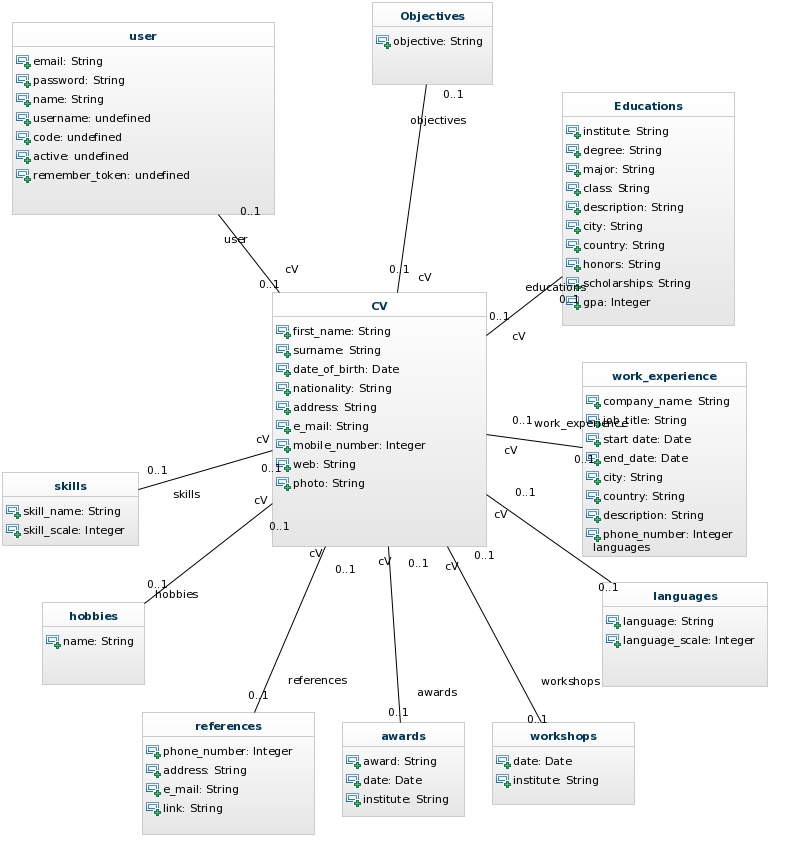 user
email: String
password: String
name: String
username: undefined
code: undefined
active: undefined
remember_token: undefined
Objectives
objective: String
Educations
institute: String
degree: String
major: String
class: String
description: String
city: String
country: String
honors: String
scholarships: String
gpa: Integer
0..1
objectives
0..1
cV
0..1
user
cV
0..1
educations
0..1
0..1
cV
CV
first_name: String
surname: String
date_of_birth: Date
nationality: String
address: String
e_mail: String
mobile_number: Integer
web: String
photo: String
work_experience
company_name: String
job_title: String
start date: Date
end_date: Date
city: String
country: String
description: String
phone_number: Integer
0..1
work_experience
cV
0..1
cV
0..1
0..1
skills
skills
skill_name: String
skill_scale: Integer
cV
0..1
0..1
hobbies
hobbies
name: String
0..1
cV
languages
0..1
languages
language: String
language_scale: Integer
cV
0..1
references
0..1
references
phone_number: Integer
address: String
e_mail: String
link: String
cV
0..1
awards
0..1
awards
award: String
date: Date
institute: String
cV
0..1
workshops
0..1
workshops
date: Date
institute: String